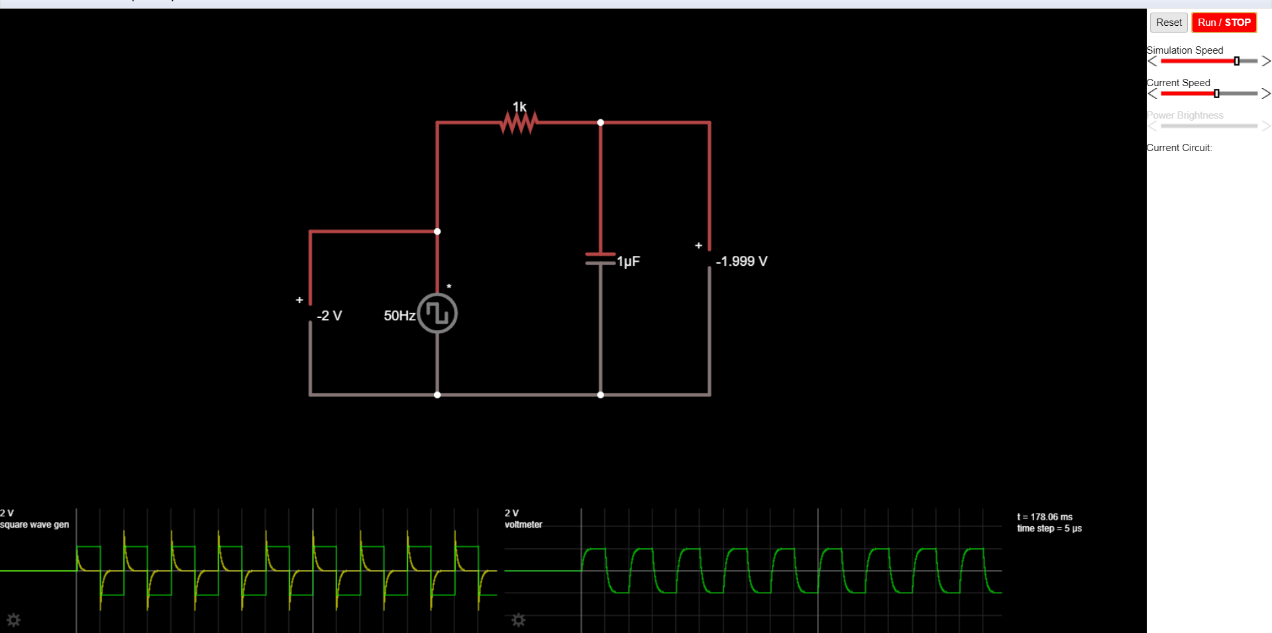 Reset
Run / STOP
Simulation Speed
Current Speed
Power Brightness
Current Circuit:
1k
+
-2 V
50Hz
*
1µF
+
-1.999 V
2 V
square wave gen
2 V
voltmeter
t = 178.06 ms
time step = 5 µs